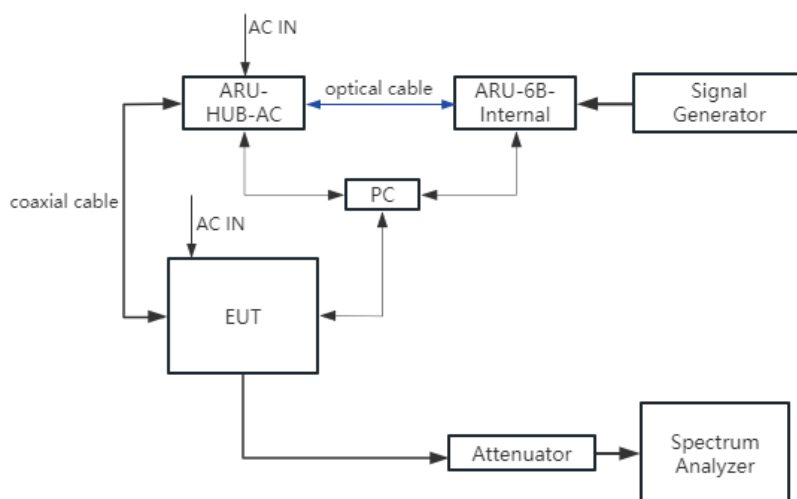 AC IN
ARU-
HUB-AC
optical cable
ARU-6B-
Internal
Signal
Generator
PC
coaxial cable
AC IN
EUT
Attenuator
Spectrum
Analyzer